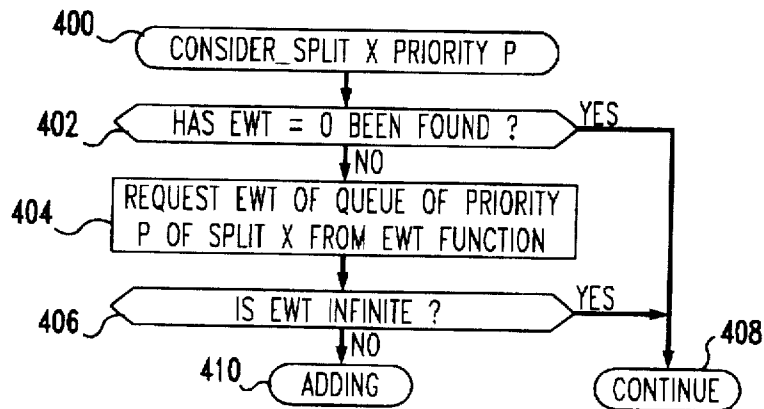 400
CONSIDER_SPLIT X PRIORITY P
402
HAS EWT = 0 BEEN FOUND ?
YES
NO
404
REQUEST EWT OF QUEUE OF PRIORITY
P OF SPLIT X FROM EWT FUNCTION
406
IS EWT INFINITE ?
YES
NO
410
ADDING
408
CONTINUE